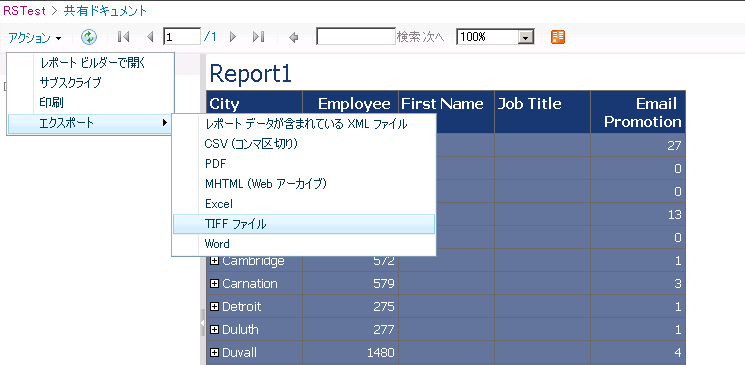 RSTest > 共有ドキュメント
アクション 1 /1 検索 次へ 100%
レポート ビルダーで開く
サブスクライブ
印刷
エクスポート
レポート データが含まれている XML ファイル
CSV (コンマ区切り)
PDF
MHTML (Web アーカイブ)
Excel
TIFF ファイル
Word
Report1
City Employee First Name Job Title Email Promotion
27
0
0
13
0
Cambridge 572 1
Carnation 579 3
Detroit 275 1
Duluth 277 1
Duvall 1480 4